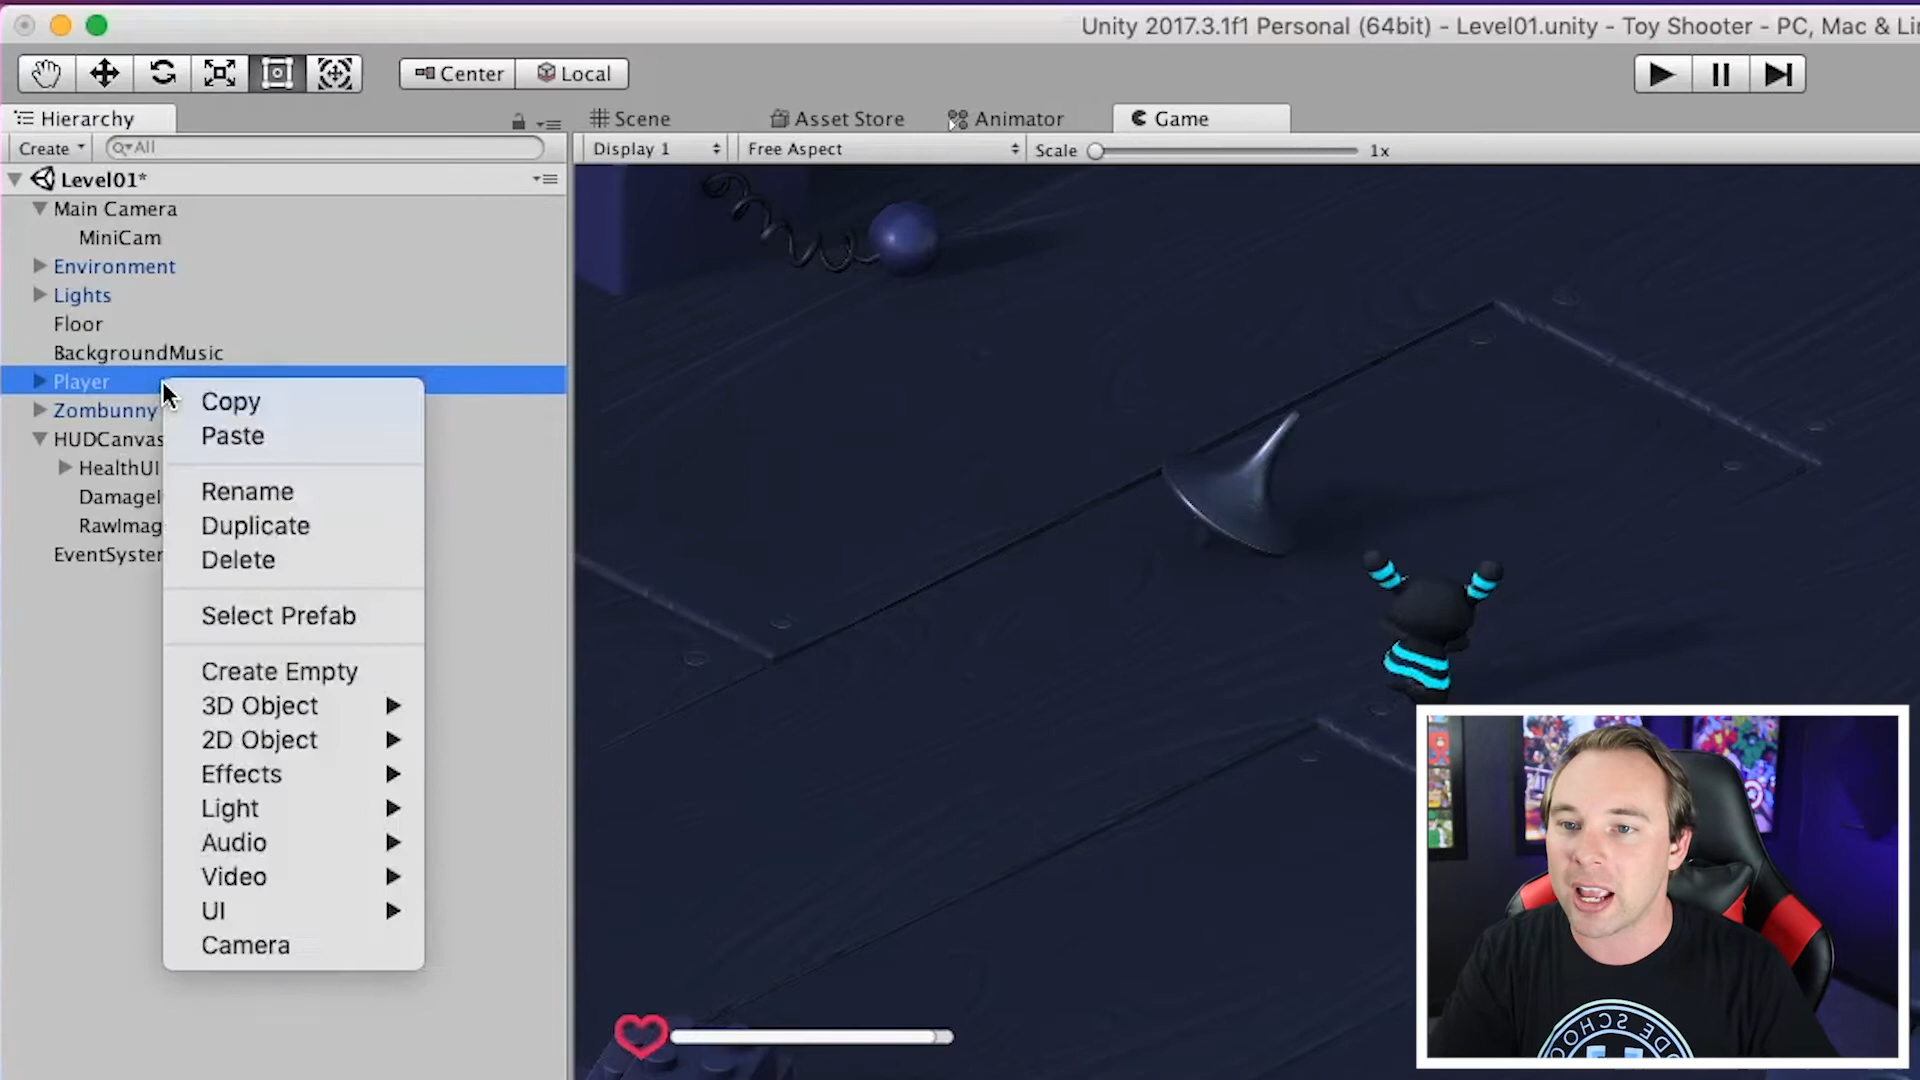 Unity 2017.3.1f1 Personal (64bit) - Level01.unity - Toy Shooter - PC, Mac & Li
Center Local
Hierarchy Scene Asset Store Animator Game
Create All Display 1 Free Aspect Scale 1x
Level01*
Main Camera
MiniCam
Environment
Lights
Floor
BackgroundMusic
Player
Zombunny
HUDCanvas
HealthUI
DamageI
RawImag
EventSyster
Copy
Paste
Rename
Duplicate
Delete
Select Prefab
Create Empty
3D Object
2D Object
Effects
Light
Audio
Video
UI
Camera